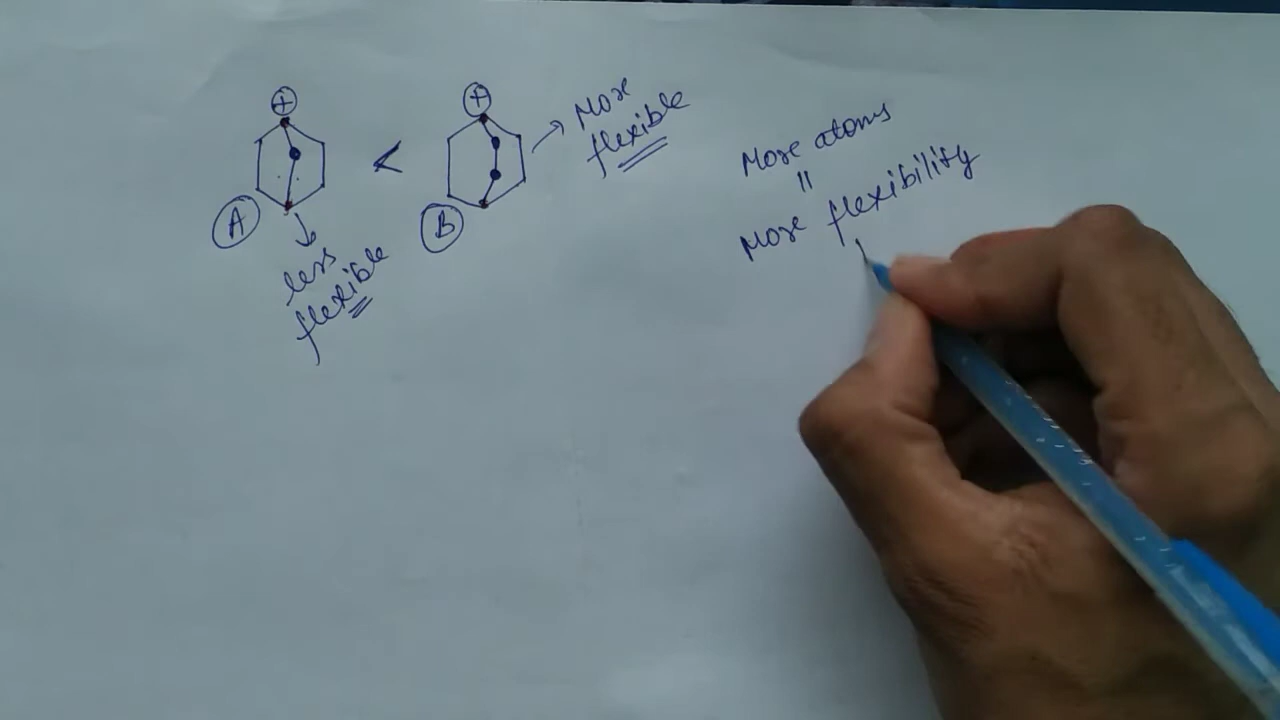 +
<
+
A
B
less
flexible
More
flexible
More atoms
=
More flexibility